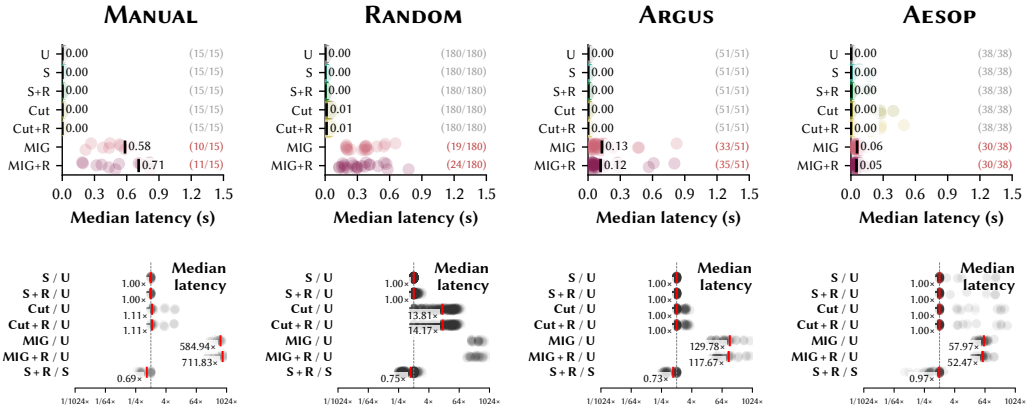 MANUAL RANDOM ARGUS AESOP
U 0.00 (15/15)
S 0.00 (15/15)
S+R 0.00 (15/15)
Cut 0.00 (15/15)
Cut+R 0.00 (15/15)
MIG 0.58 (10/15)
MIG+R 0.71 (11/15)
0.0 0.3 0.6 0.9 1.2 1.5
Median latency (s)
U 0.00 (180/180)
S 0.00 (180/180)
S+R 0.00 (180/180)
Cut 0.01 (180/180)
Cut+R 0.01 (180/180)
MIG (19/180)
MIG+R (24/180)
0.0 0.3 0.6 0.9 1.2 1.5
Median latency (s)
U 0.00 (51/51)
S 0.00 (51/51)
S+R 0.00 (51/51)
Cut 0.00 (51/51)
Cut+R 0.00 (51/51)
MIG 0.13 (33/51)
MIG+R 0.12 (35/51)
0.0 0.3 0.6 0.9 1.2 1.5
Median latency (s)
U 0.00 (38/38)
S 0.00 (38/38)
S+R 0.00 (38/38)
Cut 0.00 (38/38)
Cut+R 0.00 (38/38)
MIG 0.06 (30/38)
MIG+R 0.05 (30/38)
0.0 0.3 0.6 0.9 1.2 1.5
Median latency (s)
Median
latency
S / U 1.00×
S+R / U 1.00×
Cut / U 1.11×
Cut+R / U 1.11×
MIG / U 584.94×
MIG+R / U 711.83×
S+R / S 0.69×
1/1024× 1/64× 1/4× 4× 64× 1024×
Median
latency
S / U 1.00×
S+R / U 1.00×
Cut / U 13.81×
Cut+R / U 14.17×
MIG / U
MIG+R / U
S+R / S 0.75×
1/1024× 1/64× 1/4× 4× 64× 1024×
Median
latency
S / U 1.00×
S+R / U 1.00×
Cut / U 1.00×
Cut+R / U 1.00×
MIG / U 129.78×
MIG+R / U 117.67×
S+R / S 0.73×
1/1024× 1/64× 1/4× 4× 64× 1024×
Median
latency
S / U 1.00×
S+R / U 1.00×
Cut / U 1.00×
Cut+R / U 1.00×
MIG / U 57.97×
MIG+R / U 52.47×
S+R / S 0.97×
1/1024× 1/64× 1/4× 4× 64× 1024×